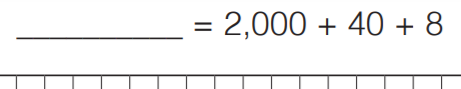 __________ = 2,000 + 40 + 8